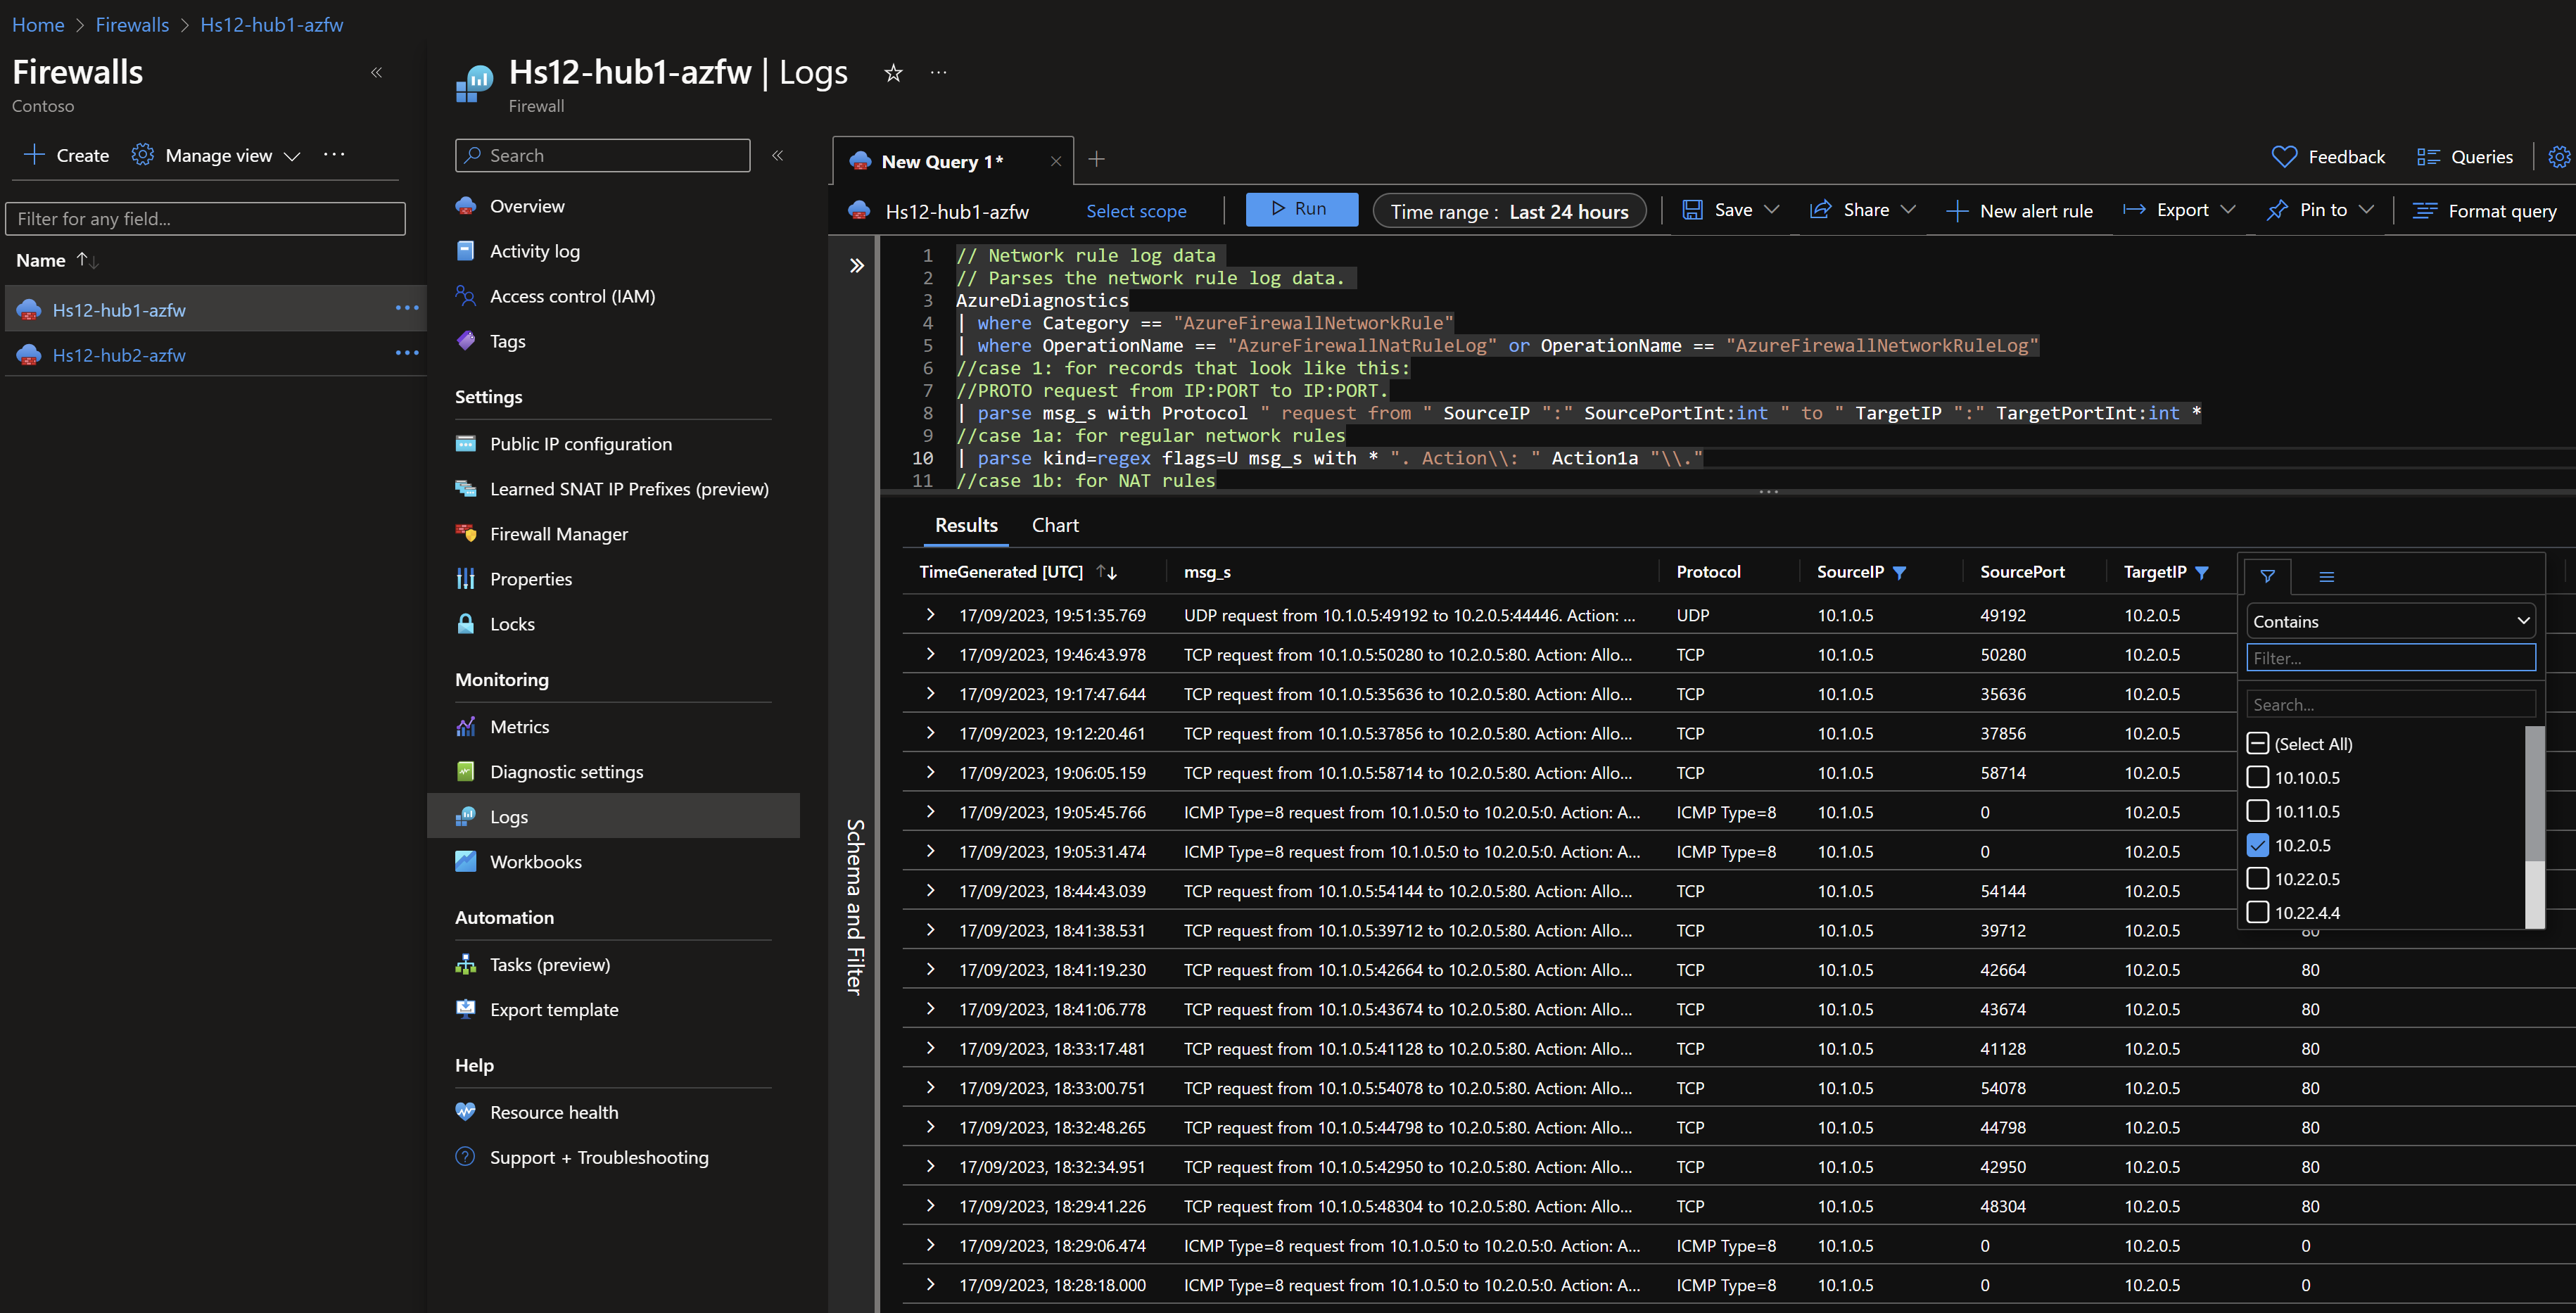 Home > Firewalls > Hs12-hub1-azfw
Firewalls
Contoso
Create Manage view ...
Filter for any field...
Name
Hs12-hub1-azfw ...
Hs12-hub2-azfw ...
Hs12-hub1-azfw | Logs ...
Firewall
Search
Overview
Activity log
Access control (IAM)
Tags
Settings
Public IP configuration
Learned SNAT IP Prefixes (preview)
Firewall Manager
Properties
Locks
Monitoring
Metrics
Diagnostic settings
Logs
Workbooks
Automation
Tasks (preview)
Export template
Help
Resource health
Support + Troubleshooting
New Query 1*
Feedback Queries
Hs12-hub1-azfw Select scope Run Time range : Last 24 hours Save Share New alert rule Export Pin to Format query
Schema and Filter
1 // Network rule log data
2 // Parses the network rule log data.
3 AzureDiagnostics
4 | where Category == "AzureFirewallNetworkRule"
5 | where OperationName == "AzureFirewallNatRuleLog" or OperationName == "AzureFirewallNetworkRuleLog"
6 //case 1: for records that look like this:
7 //PROTO request from IP:PORT to IP:PORT.
8 | parse msg_s with Protocol " request from " SourceIP ":" SourcePortInt:int " to " TargetIP ":" TargetPortInt:int *
9 //case 1a: for regular network rules
10 | parse kind=regex flags=U msg_s with * ". Action\\: " Action1a "\\."
11 //case 1b: for NAT rules
Results Chart
TimeGenerated [UTC] msg_s Protocol SourceIP SourcePort TargetIP
17/09/2023, 19:51:35.769 UDP request from 10.1.0.5:49192 to 10.2.0.5:44446. Action: ... UDP 10.1.0.5 49192 10.2.0.5
17/09/2023, 19:46:43.978 TCP request from 10.1.0.5:50280 to 10.2.0.5:80. Action: Allo... TCP 10.1.0.5 50280 10.2.0.5
17/09/2023, 19:17:47.644 TCP request from 10.1.0.5:35636 to 10.2.0.5:80. Action: Allo... TCP 10.1.0.5 35636 10.2.0.5
17/09/2023, 19:12:20.461 TCP request from 10.1.0.5:37856 to 10.2.0.5:80. Action: Allo... TCP 10.1.0.5 37856 10.2.0.5
17/09/2023, 19:06:05.159 TCP request from 10.1.0.5:58714 to 10.2.0.5:80. Action: Allo... TCP 10.1.0.5 58714 10.2.0.5
17/09/2023, 19:05:45.766 ICMP Type=8 request from 10.1.0.5:0 to 10.2.0.5:0. Action: A... ICMP Type=8 10.1.0.5 0 10.2.0.5
17/09/2023, 19:05:31.474 ICMP Type=8 request from 10.1.0.5:0 to 10.2.0.5:0. Action: A... ICMP Type=8 10.1.0.5 0 10.2.0.5
17/09/2023, 18:44:43.039 TCP request from 10.1.0.5:54144 to 10.2.0.5:80. Action: Allo... TCP 10.1.0.5 54144 10.2.0.5
17/09/2023, 18:41:38.531 TCP request from 10.1.0.5:39712 to 10.2.0.5:80. Action: Allo... TCP 10.1.0.5 39712 10.2.0.5 80
17/09/2023, 18:41:19.230 TCP request from 10.1.0.5:42664 to 10.2.0.5:80. Action: Allo... TCP 10.1.0.5 42664 10.2.0.5 80
17/09/2023, 18:41:06.778 TCP request from 10.1.0.5:43674 to 10.2.0.5:80. Action: Allo... TCP 10.1.0.5 43674 10.2.0.5 80
17/09/2023, 18:33:17.481 TCP request from 10.1.0.5:41128 to 10.2.0.5:80. Action: Allo... TCP 10.1.0.5 41128 10.2.0.5 80
17/09/2023, 18:33:00.751 TCP request from 10.1.0.5:54078 to 10.2.0.5:80. Action: Allo... TCP 10.1.0.5 54078 10.2.0.5 80
17/09/2023, 18:32:48.265 TCP request from 10.1.0.5:44798 to 10.2.0.5:80. Action: Allo... TCP 10.1.0.5 44798 10.2.0.5 80
17/09/2023, 18:32:34.951 TCP request from 10.1.0.5:42950 to 10.2.0.5:80. Action: Allo... TCP 10.1.0.5 42950 10.2.0.5 80
17/09/2023, 18:29:41.226 TCP request from 10.1.0.5:48304 to 10.2.0.5:80. Action: Allo... TCP 10.1.0.5 48304 10.2.0.5 80
17/09/2023, 18:29:06.474 ICMP Type=8 request from 10.1.0.5:0 to 10.2.0.5:0. Action: A... ICMP Type=8 10.1.0.5 0 10.2.0.5 0
17/09/2023, 18:28:18.000 ICMP Type=8 request from 10.1.0.5:0 to 10.2.0.5:0. Action: A... ICMP Type=8 10.1.0.5 0 10.2.0.5 0
Contains
Filter...
Search...
(Select All)
10.10.0.5
10.11.0.5
10.2.0.5
10.22.0.5
10.22.4.4